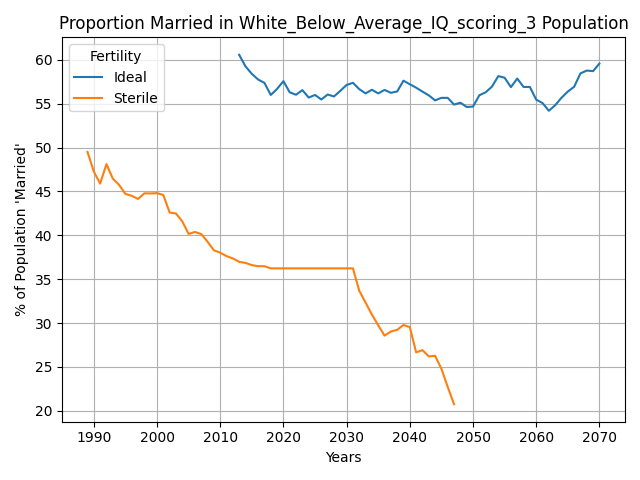 Proportion Married in White_Below_Average_IQ_scoring_3 Population
Fertility
Ideal
Sterile
% of Population 'Married'
60
55
50
45
40
35
30
25
20
1990 2000 2010 2020 2030 2040 2050 2060 2070
Years